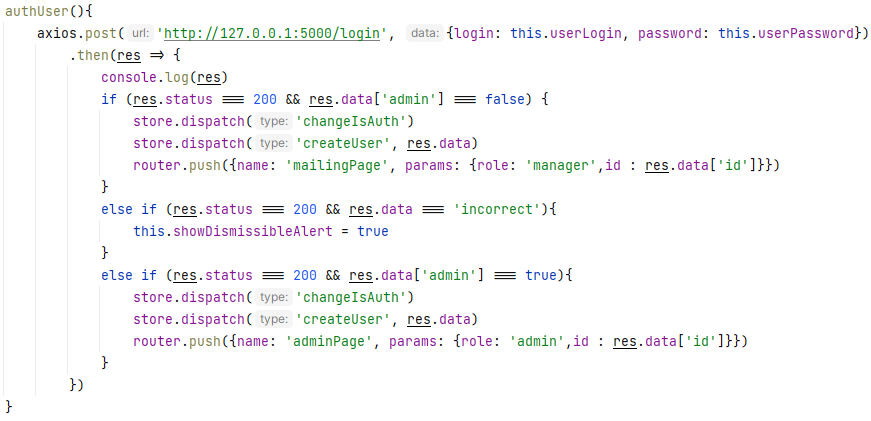 authUser(){
    axios.post( url: 'http://127.0.0.1:5000/login', data: {login: this.userLogin, password: this.userPassword})
        .then(res => {
            console.log(res)
            if (res.status === 200 && res.data['admin'] === false) {
                store.dispatch( type: 'changeIsAuth')
                store.dispatch( type: 'createUser', res.data)
                router.push({name: 'mailingPage', params: {role: 'manager',id : res.data['id']}})
            }
            else if (res.status === 200 && res.data === 'incorrect'){
                this.showDismissibleAlert = true
            }
            else if (res.status === 200 && res.data['admin'] === true){
                store.dispatch( type: 'changeIsAuth')
                store.dispatch( type: 'createUser', res.data)
                router.push({name: 'adminPage', params: {role: 'admin',id : res.data['id']}})
            }
        })
}